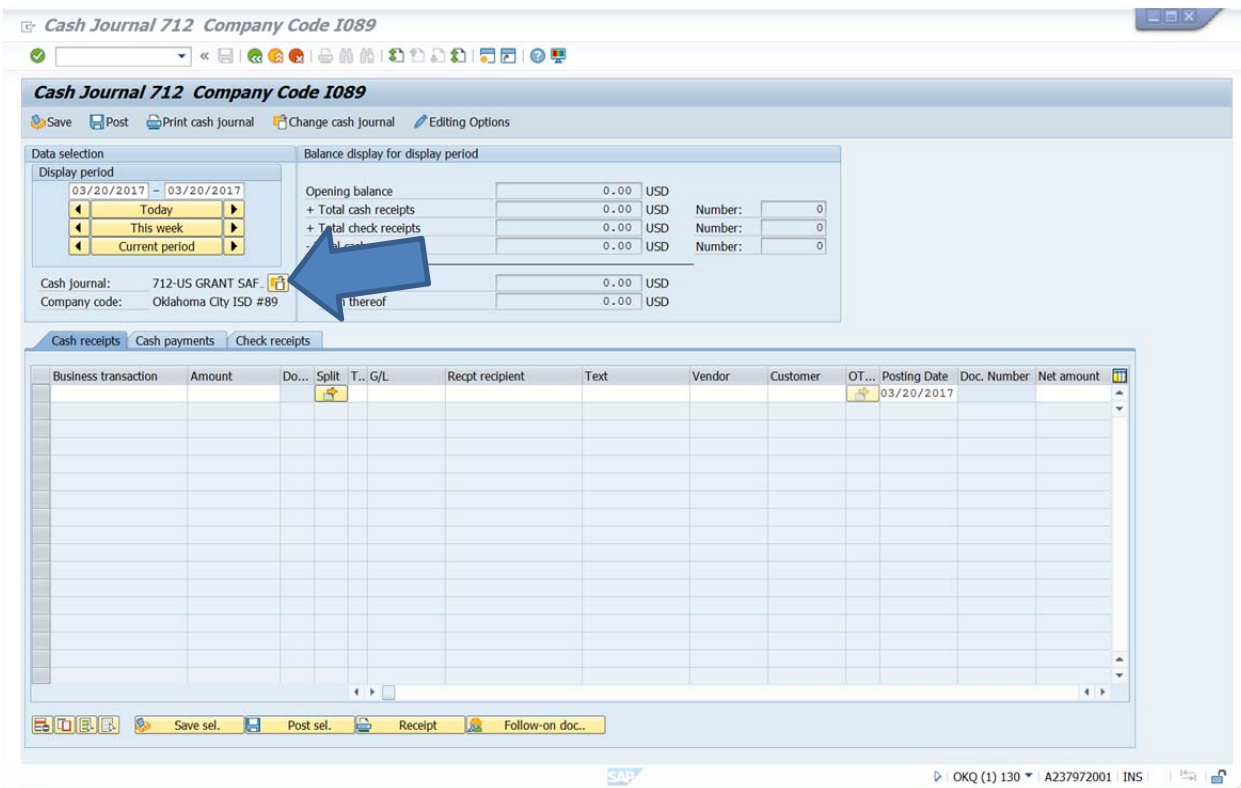 Cash Journal 712 Company Code I089
Cash Journal 712 Company Code I089
Save Post Print cash journal Change cash journal Editing Options
Data selection
Balance display for display period
Display period
03/20/2017 - 03/20/2017
Today
This week
Current period
Opening balance 0.00 USD
+ Total cash receipts 0.00 USD Number: 0
+ Total check receipts 0.00 USD Number: 0
0.00 USD Number: 0
Cash journal: 712-US GRANT SAF..
0.00 USD
Company code: Oklahoma City ISD #89
thereof 0.00 USD
Cash receipts Cash payments Check receipts
Business transaction Amount Do... Split T.. G/L Recpt recipient Text Vendor Customer OT... Posting Date Doc. Number Net amount
03/20/2017
Save sel. Post sel. Receipt Follow-on doc..
SAP OKQ (1) 130 A237972001 INS